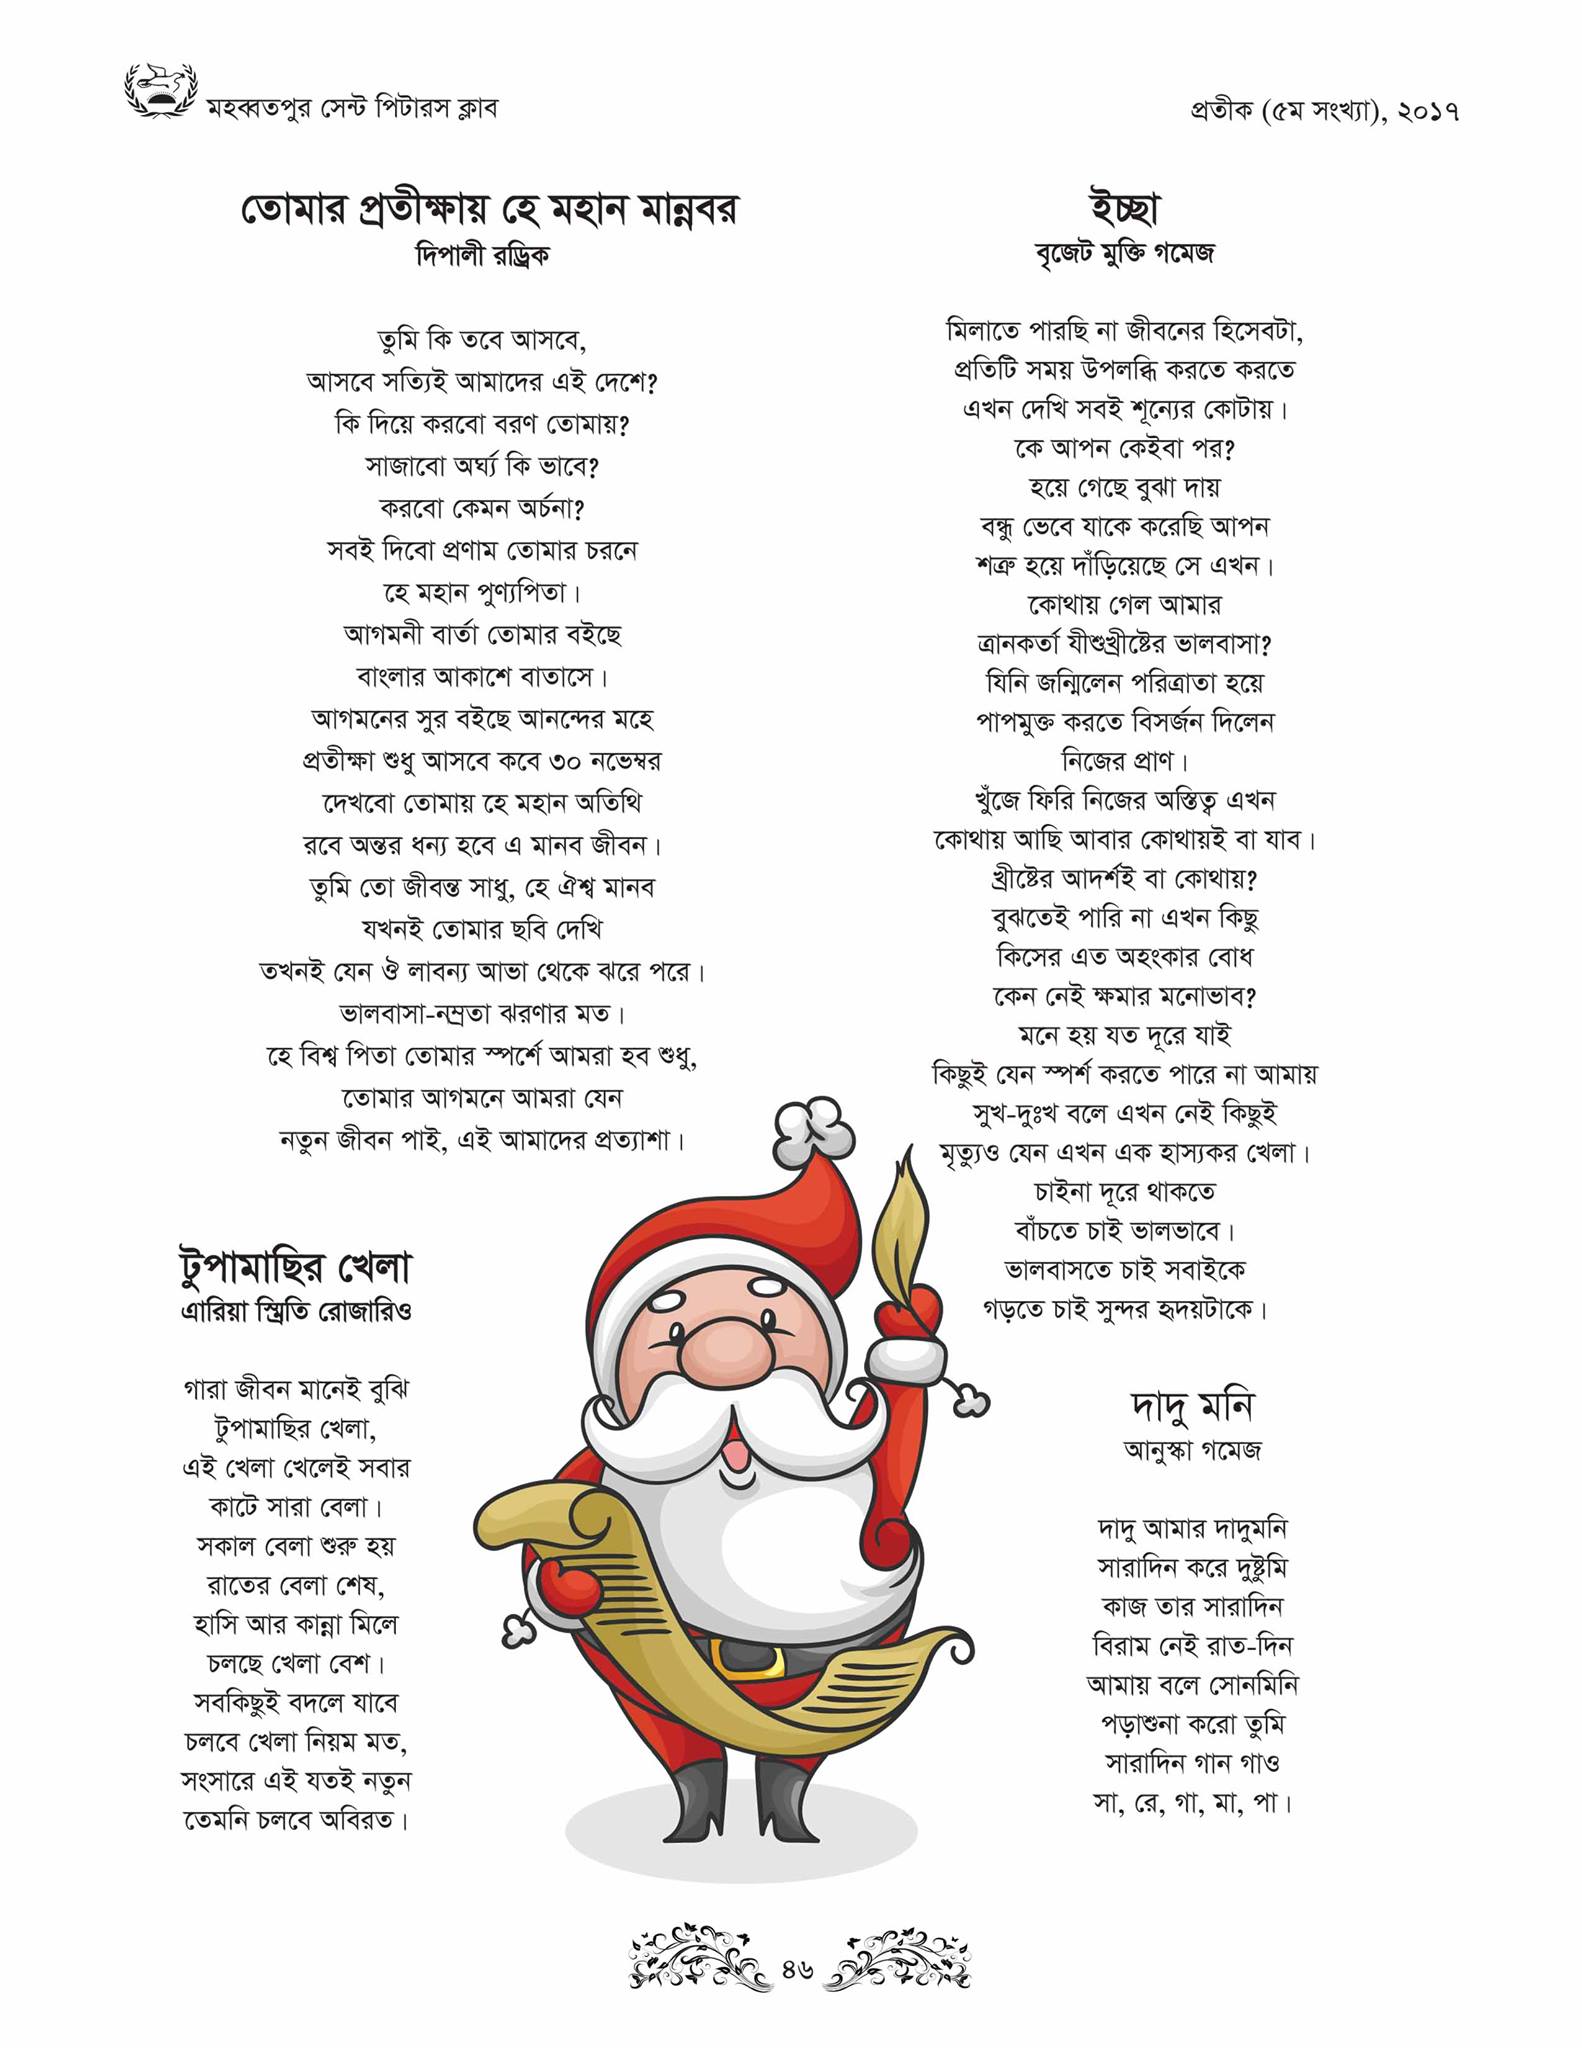 মহব্বতপুর সেন্ট পিটারস ক্লাব
প্রতীক (৫ম সংখ্যা), ২০১৭
তোমার প্রতীক্ষায় হে মহান মান্নবর
দিপালী রড্রিক
তুমি কি তবে আসবে,
আসবে সত্যিই আমাদের এই দেশে?
কি দিয়ে করবো বরণ তোমায়?
সাজাবো অর্ঘ্য কি ভাবে?
করবো কেমন অর্চনা?
সবই দিবো প্রণাম তোমার চরনে
হে মহান পুণ্যপিতা।
আগমনী বার্তা তোমার বইছে
বাংলার আকাশে বাতাসে।
আগমনের সুর বইছে আনন্দের মহে
প্রতীক্ষা শুধু আসবে কবে ৩০ নভেম্বর
দেখবো তোমায় হে মহান অতিথি
রবে অন্তর ধন্য হবে এ মানব জীবন।
তুমি তো জীবন্ত সাধু, হে ঐশ্ব মানব
যখনই তোমার ছবি দেখি
তখনই যেন ঔ লাবন্য আভা থেকে ঝরে পরে।
ভালবাসা-নম্রতা ঝরণার মত।
হে বিশ্ব পিতা তোমার স্পর্শে আমরা হব শুধু,
তোমার আগমনে আমরা যেন
নতুন জীবন পাই, এই আমাদের প্রত্যাশা।
টুপামাছির খেলা
এারিয়া স্ম্রিতি রোজারিও
গারা জীবন মানেই বুঝি
টুপামাছির খেলা,
এই খেলা খেলেই সবার
কাটে সারা বেলা।
সকাল বেলা শুরু হয়
রাতের বেলা শেষ,
হাসি আর কান্না মিলে
চলছে খেলা বেশ।
সবকিছুই বদলে যাবে
চলবে খেলা নিয়ম মত,
সংসারে এই যতই নতুন
তেমনি চলবে অবিরত।
ইচ্ছা
বৃজেট মুক্তি গমেজ
মিলাতে পারছি না জীবনের হিসেবটা,
প্রতিটি সময় উপলব্ধি করতে করতে
এখন দেখি সবই শূন্যের কোটায়।
কে আপন কেইবা পর?
হয়ে গেছে বুঝা দায়
বন্ধু ভেবে যাকে করেছি আপন
শত্রু হয়ে দাঁড়িয়েছে সে এখন।
কোথায় গেল আমার
ত্রানকর্তা যীশুখ্রীষ্টের ভালবাসা?
যিনি জন্মিলেন পরিত্রাতা হয়ে
পাপমুক্ত করতে বিসর্জন দিলেন
নিজের প্রাণ।
খুঁজে ফিরি নিজের অস্তিত্ব এখন
কোথায় আছি আবার কোথায়ই বা যাব।
খ্রীষ্টের আদর্শই বা কোথায়?
বুঝতেই পারি না এখন কিছু
কিসের এত অহংকার বোধ
কেন নেই ক্ষমার মনোভাব?
মনে হয় যত দূরে যাই
কিছুই যেন স্পর্শ করতে পারে না আমায়
সুখ-দুঃখ বলে এখন নেই কিছুই
মৃত্যুও যেন এখন এক হাস্যকর খেলা।
চাইনা দূরে থাকতে
বাঁচতে চাই ভালভাবে।
ভালবাসতে চাই সবাইকে
গড়তে চাই সুন্দর হৃদয়টাকে।
দাদু মনি
আনুস্কা গমেজ
দাদু আমার দাদুমনি
সারাদিন করে দুষ্টুমি
কাজ তার সারাদিন
বিরাম নেই রাত-দিন
আমায় বলে সোনমিনি
পড়াশুনা করো তুমি
সারাদিন গান গাও
সা, রে, গা, মা, পা।
৪৬